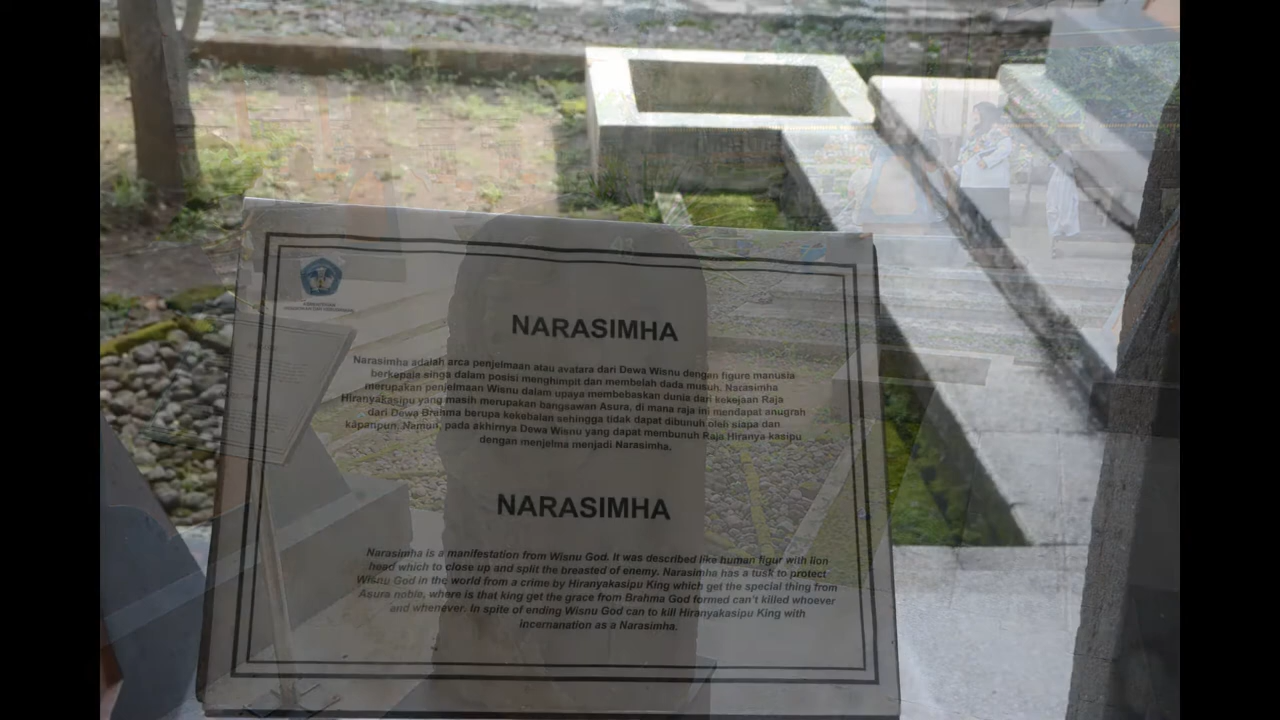 KEMENTERIAN
PENDIDIKAN DAN KEBUDAYAAN
NARASIMHA
Narasimha adalah arca penjelmaan atau avatara dari Dewa Wisnu dengan figure manusia
berkepala singa dalam posisi menghimpit dan membelah dada musuh. Narasimha
merupakan penjelmaan Wisnu dalam upaya membebaskan dunia dari kekejaan Raja
Hiranyakasipu yang masih merupakan bangsawan Asura, di mana raja ini mendapat anugrah
dari Dewa Brahma berupa kekebalan sehingga tidak dapat dibunuh oleh siapa dan
kapanpun. Namun, pada akhirnya Dewa Wisnu yang dapat membunuh Raja Hiranya kasipu
dengan menjelma menjadi Narasimha.
NARASIMHA
Narasimha is a manifestation from Wisnu God. It was described like human figur with lion
head which to close up and split the breasted of enemy. Narasimha has a tusk to protect
Wisnu God in the world from a crime by Hiranyakasipu King which get the special thing from
Asura noble, where is that king get the grace from Brahma God formed can't killed whoever
and whenever. In spite of ending Wisnu God can to kill Hiranyakasipu King with
incernanation as a Narasimha.